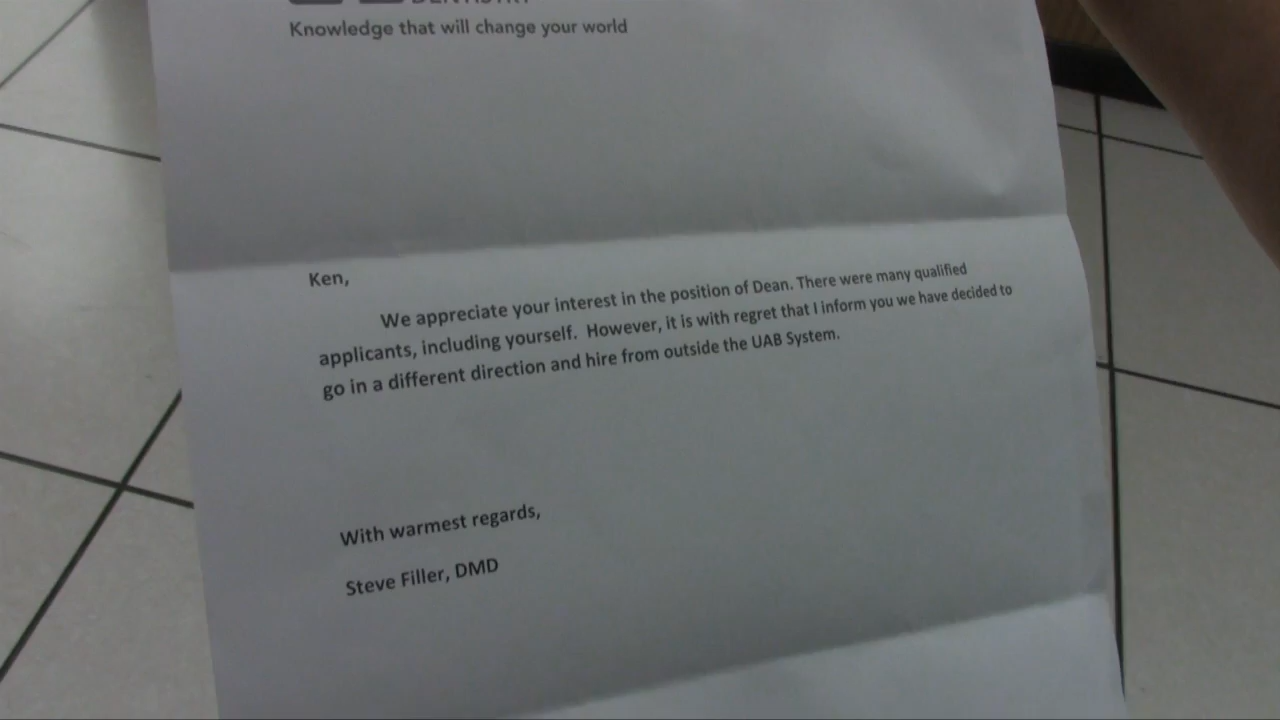 Knowledge that will change your world
Ken,
We appreciate your interest in the position of Dean. There were many qualified
applicants, including yourself. However, it is with regret that I inform you we have decided to
go in a different direction and hire from outside the UAB System.
With warmest regards,
Steve Filler, DMD